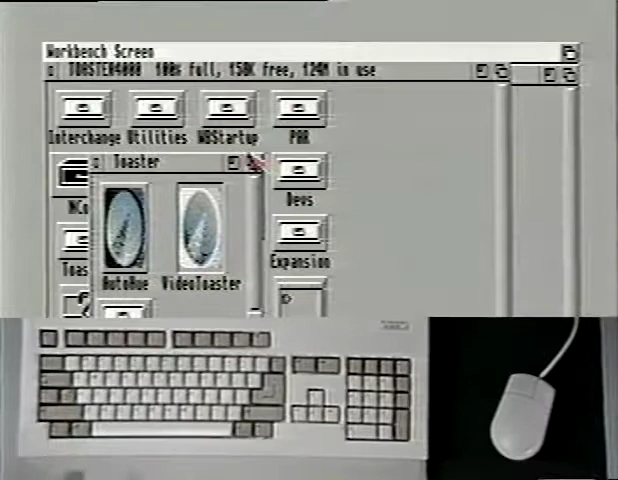 Workbench Screen
TOASTER4000 100% full, 150K free, 124M in use
Interchange Utilities WBStartup PAR
Toaster
Devs
Toas
AutoHue VideoToaster Expansion